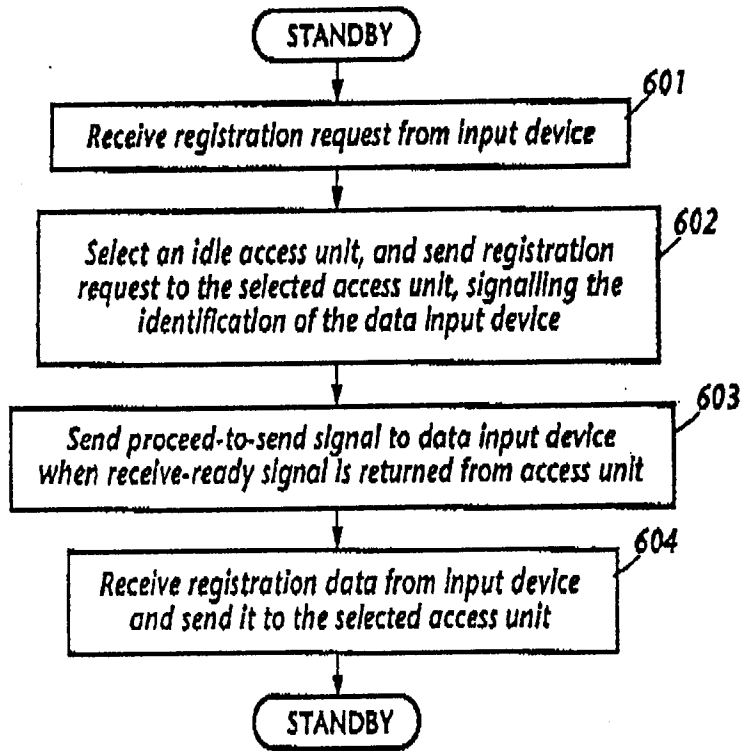 STANDBY
601
Receive registration request from input device
602
Select an idle access unit, and send registration
request to the selected access unit, signalling the
identification of the data input device
603
Send proceed-to-send signal to data input device
when receive-ready signal is returned from access unit
604
Receive registration data from input device
and send it to the selected access unit
STANDBY